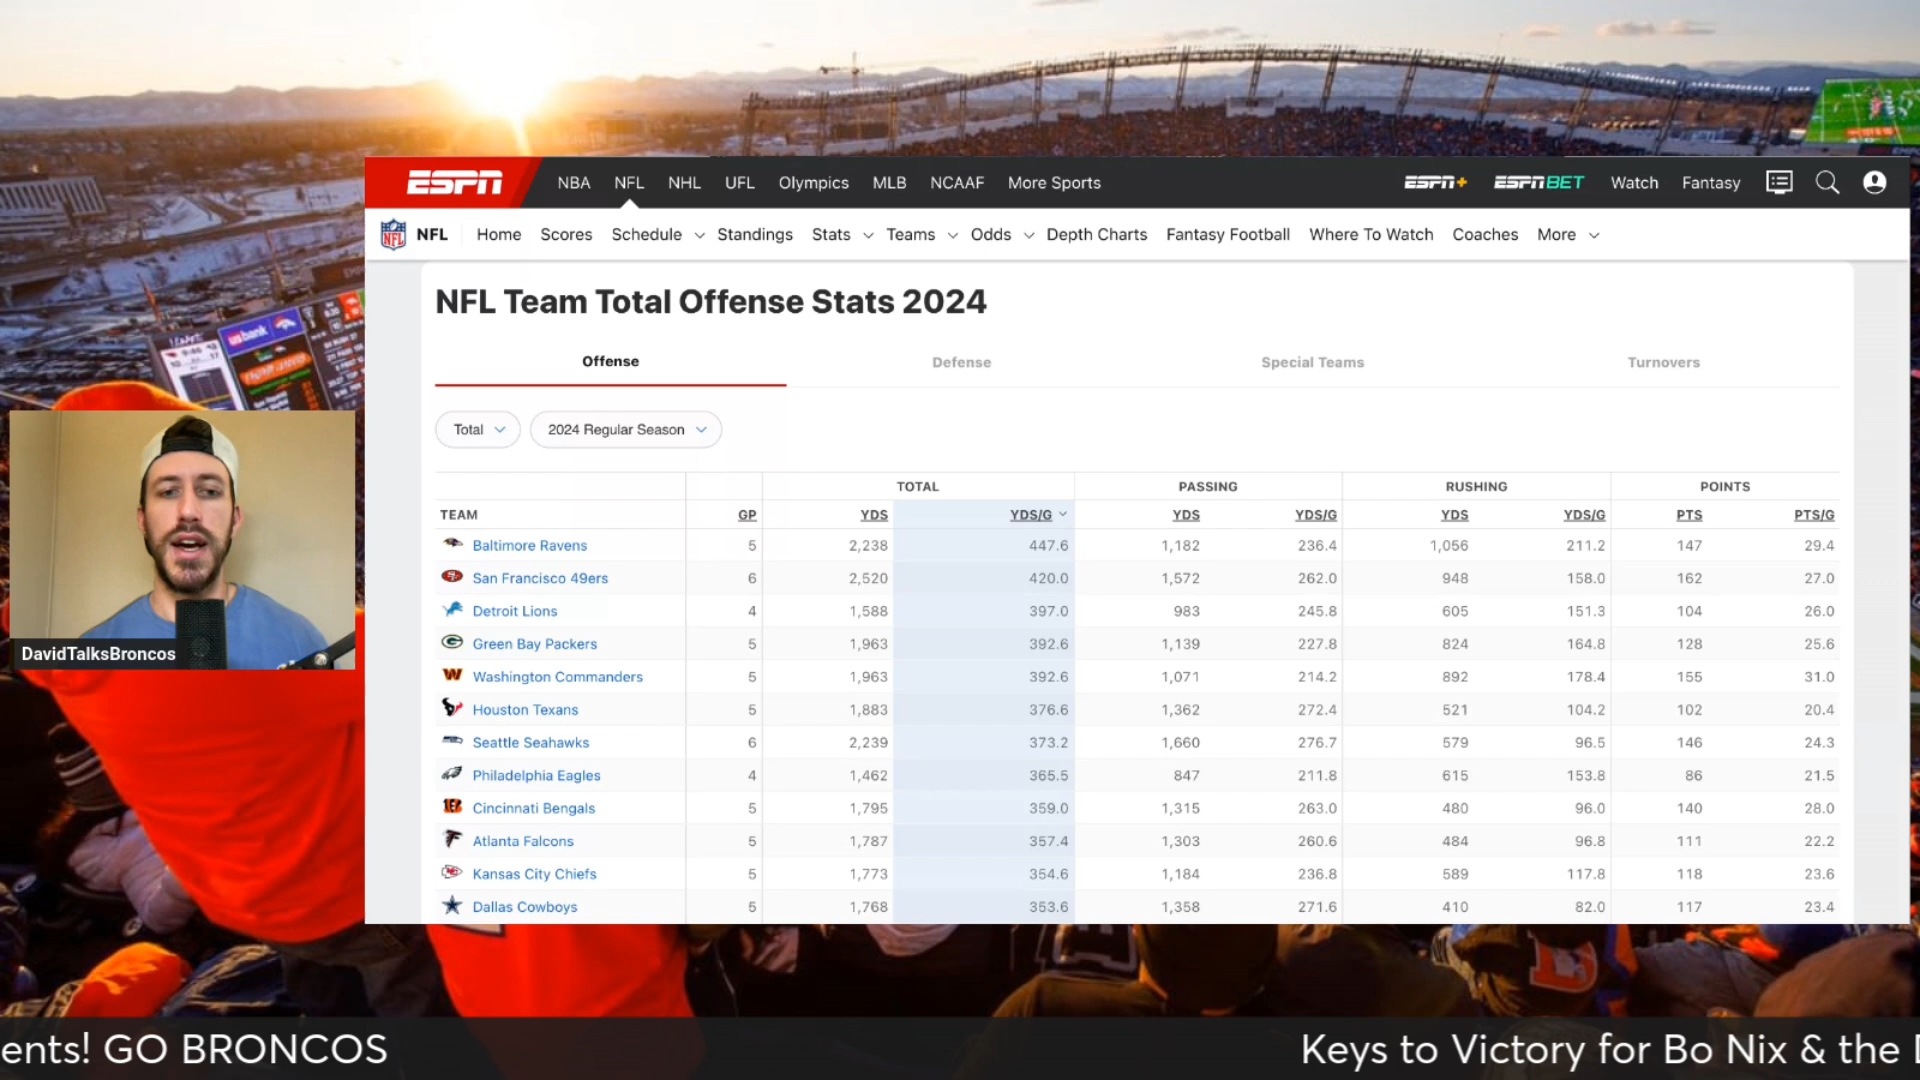 ESPN NBA NFL NHL UFL Olympics MLB NCAAF More Sports ESPN+ ESPN BET Watch Fantasy
NFL NFL Home Scores Schedule Standings Stats Teams Odds Depth Charts Fantasy Football Where To Watch Coaches More
NFL Team Total Offense Stats 2024
Offense Defense Special Teams Turnovers
usbank
Total 2024 Regular Season
TOTAL PASSING RUSHING POINTS
TEAM GP YDS YDS/G YDS YDS/G YDS YDS/G PTS PTS/G
Baltimore Ravens 5 2,238 447.6 1,182 236.4 1,056 211.2 147 29.4
San Francisco 49ers 6 2,520 420.0 1,572 262.0 948 158.0 162 27.0
Detroit Lions 4 1,588 397.0 983 245.8 605 151.3 104 26.0
Green Bay Packers 5 1,963 392.6 1,139 227.8 824 164.8 128 25.6
Washington Commanders 5 1,963 392.6 1,071 214.2 892 178.4 155 31.0
Houston Texans 5 1,883 376.6 1,362 272.4 521 104.2 102 20.4
Seattle Seahawks 6 2,239 373.2 1,660 276.7 579 96.5 146 24.3
Philadelphia Eagles 4 1,462 365.5 847 211.8 615 153.8 86 21.5
Cincinnati Bengals 5 1,795 359.0 1,315 263.0 480 96.0 140 28.0
Atlanta Falcons 5 1,787 357.4 1,303 260.6 484 96.8 111 22.2
Kansas City Chiefs 5 1,773 354.6 1,184 236.8 589 117.8 118 23.6
Dallas Cowboys 5 1,768 353.6 1,358 271.6 410 82.0 117 23.4
DavidTalksBroncos
ents! GO BRONCOS Keys to Victory for Bo Nix & the